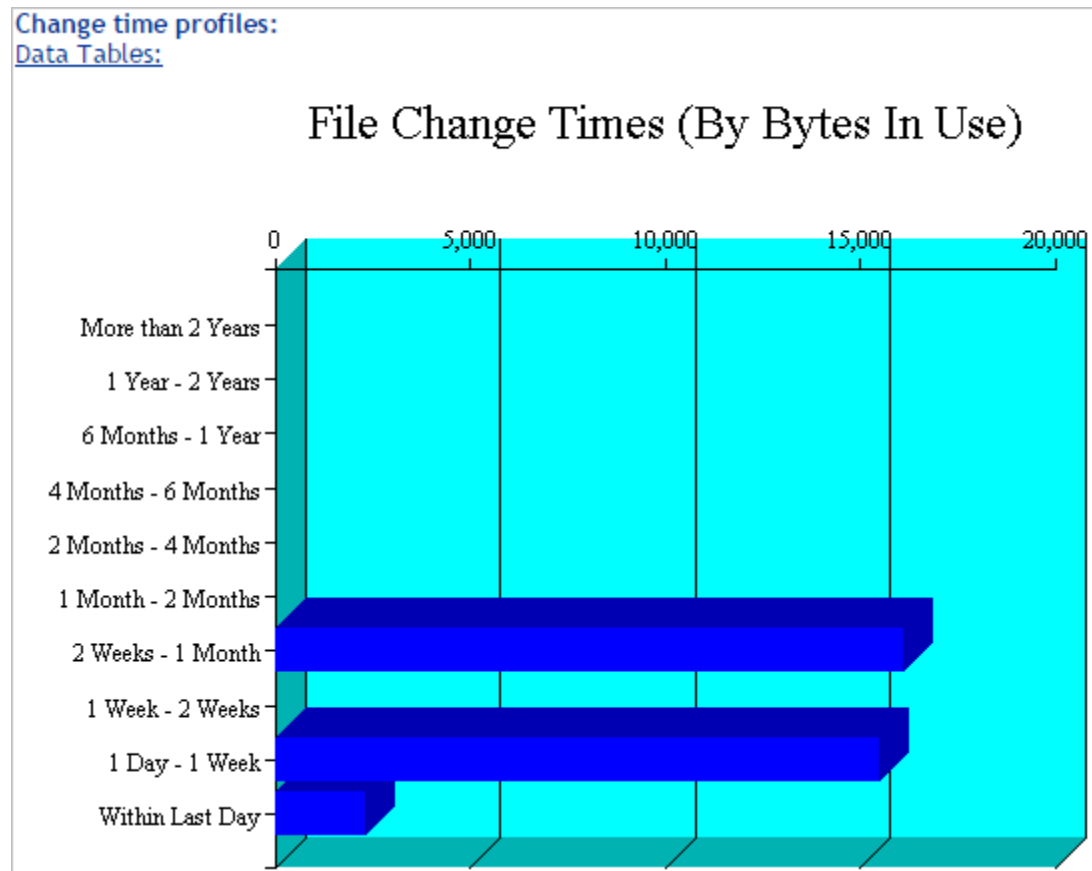 Change time profiles:
Data Tables:
File Change Times (By Bytes In Use)
0 5,000 10,000 15,000 20,000
More than 2 Years
1 Year - 2 Years
6 Months - 1 Year
4 Months - 6 Months
2 Months - 4 Months
1 Month - 2 Months
2 Weeks - 1 Month
1 Week - 2 Weeks
1 Day - 1 Week
Within Last Day